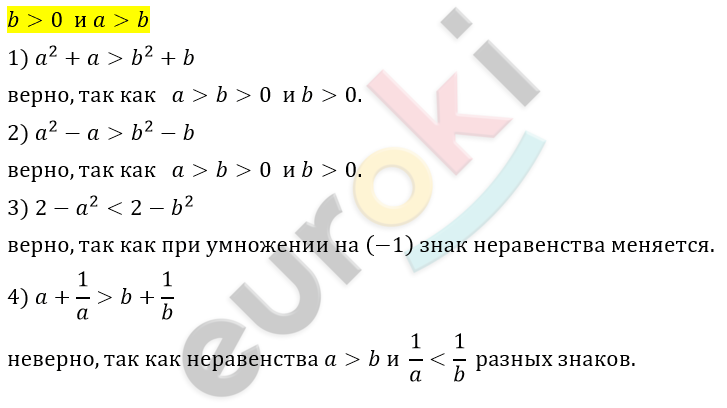 b > 0 и a > b
1) a² + a > b² + b
верно, так как a > b > 0 и b > 0.
2) a² − a > b² − b
верно, так как a > b > 0 и b > 0.
3) 2 − a² < 2 − b²
верно, так как при умножении на (−1) знак неравенства меняется.
4) a + 1/a > b + 1/b
неверно, так как неравенства a > b и 1/a < 1/b разных знаков.
euroki